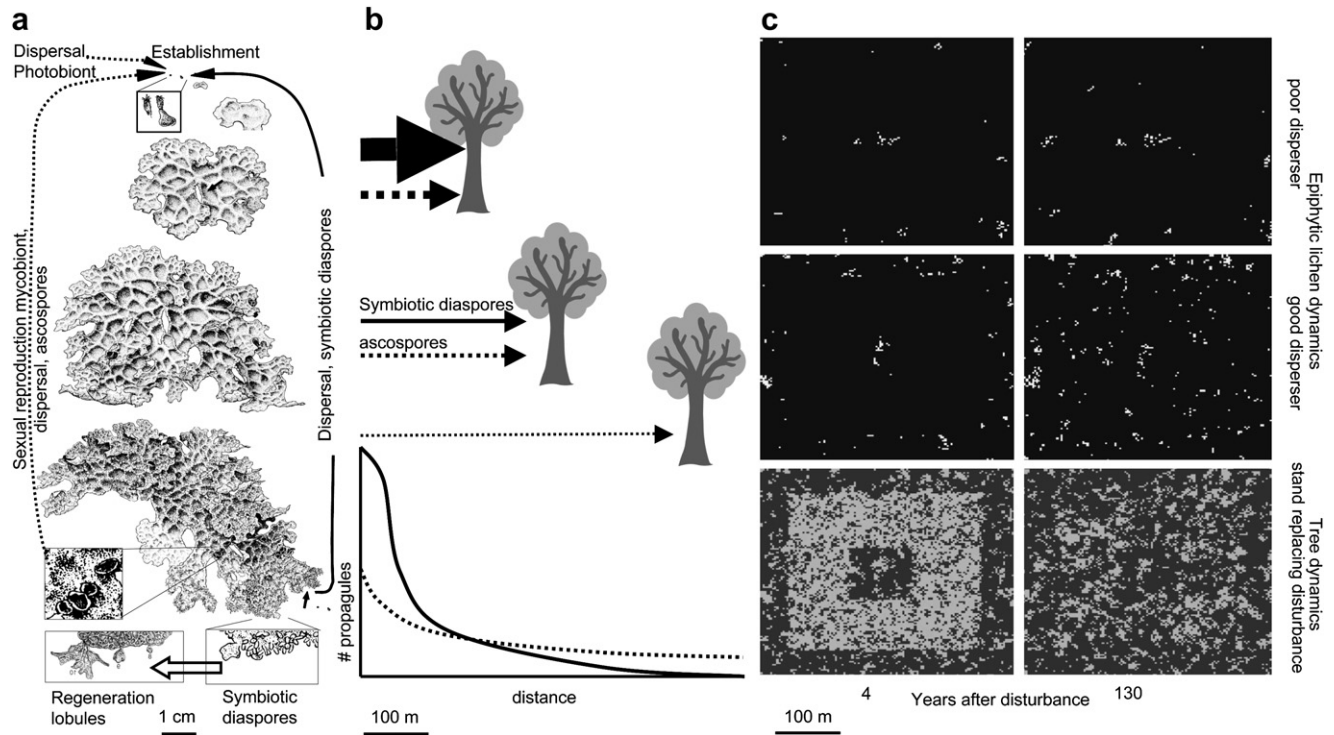 a
Dispersal,
Photobiont
Establishment
Sexual reproduction mycobiont,
dispersal, ascospores
Dispersal, symbiotic diaspores
Regeneration
lobules
Symbiotic
diaspores
1 cm
b
Symbiotic diaspores
ascospores
# propagules
distance
100 m
c
poor disperser
good disperser
Epiphytic lichen dynamics
Tree dynamics
stand replacing disturbance
4
Years after disturbance
130
100 m